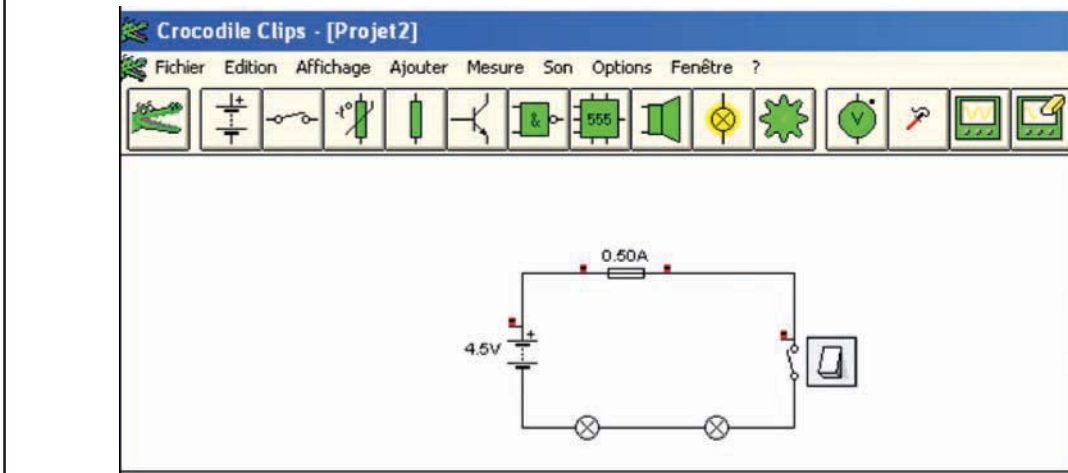 Crocodile Clips - [Projet2]
Fichier Edition Affichage Ajouter Mesure Son Options Fenêtre ?
+ -t° & 555 V
0.50A
+
4.5V